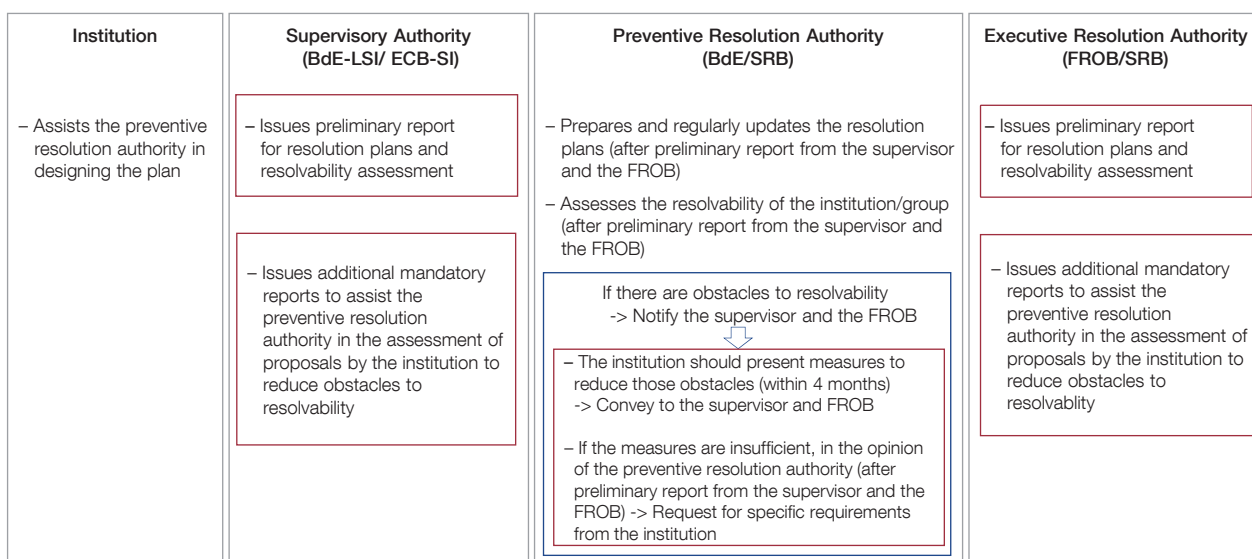 Institution
– Assists the preventive
resolution authority in
designing the plan
Supervisory Authority
(BdE-LSI/ ECB-SI)
– Issues preliminary report
for resolution plans and
resolvability assessment
– Issues additional mandatory
reports to assist the
preventive resolution
authority in the assessment of
proposals by the institution to
reduce obstacles to
resolvability
Preventive Resolution Authority
(BdE/SRB)
– Prepares and regularly updates the resolution
plans (after preliminary report from the supervisor
and the FROB)
– Assesses the resolvability of the institution/group
(after preliminary report from the supervisor and
the FROB)
If there are obstacles to resolvability
-> Notify the supervisor and the FROB
– The institution should present measures to
reduce those obstacles (within 4 months)
-> Convey to the supervisor and FROB
– If the measures are insufficient, in the opinion
of the preventive resolution authority (after
preliminary report from the supervisor and the
FROB) -> Request for specific requirements
from the institution
Executive Resolution Authority
(FROB/SRB)
– Issues preliminary report
for resolution plans and
resolvability assessment
– Issues additional mandatory
reports to assist the
preventive resolution
authority in the assessment of
proposals by the institution to
reduce obstacles to
resolvablity